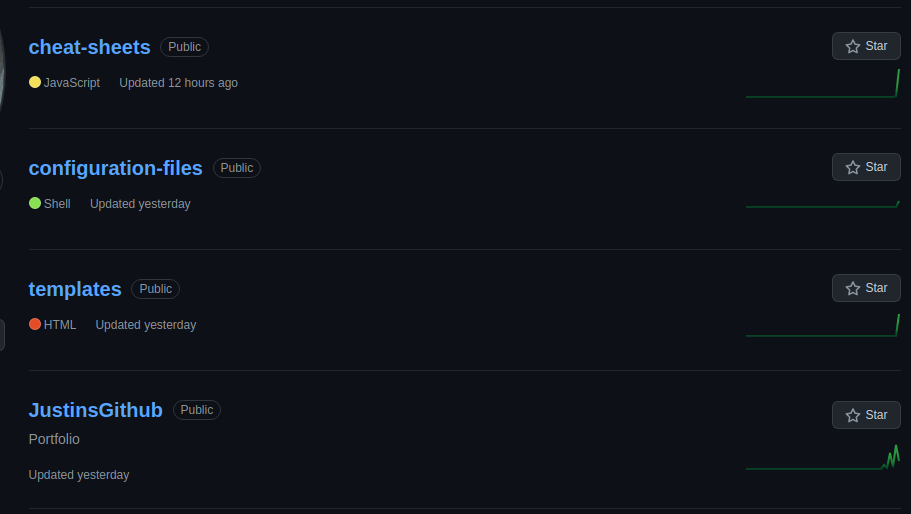 cheat-sheets Public Star
JavaScript Updated 12 hours ago
configuration-files Public Star
Shell Updated yesterday
templates Public Star
HTML Updated yesterday
JustinsGithub Public Star
Portfolio
Updated yesterday